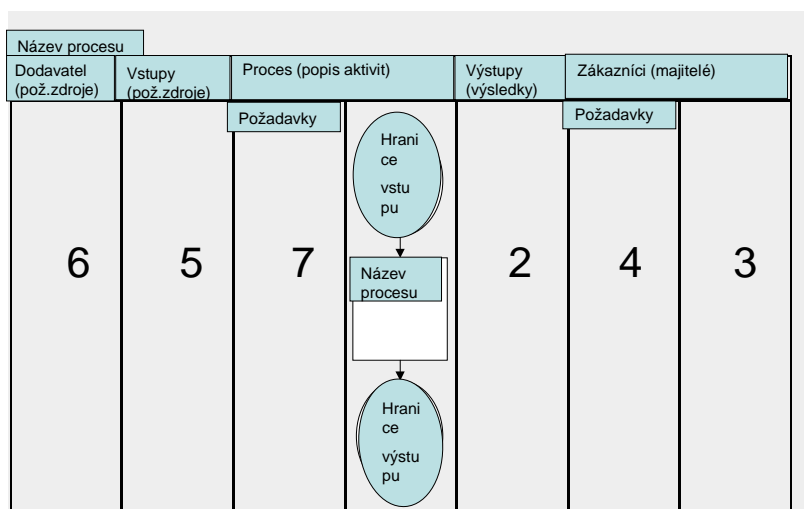 Název procesu
Dodavatel
(pož.zdroje)
Vstupy
(pož.zdroje)
Proces (popis aktivit)
Výstupy
(výsledky)
Zákazníci (majitelé)
Požadavky
Požadavky
Hrani
ce
vstu
pu
6
5
7
2
4
3
Název
procesu
Hrani
ce
výstu
pu